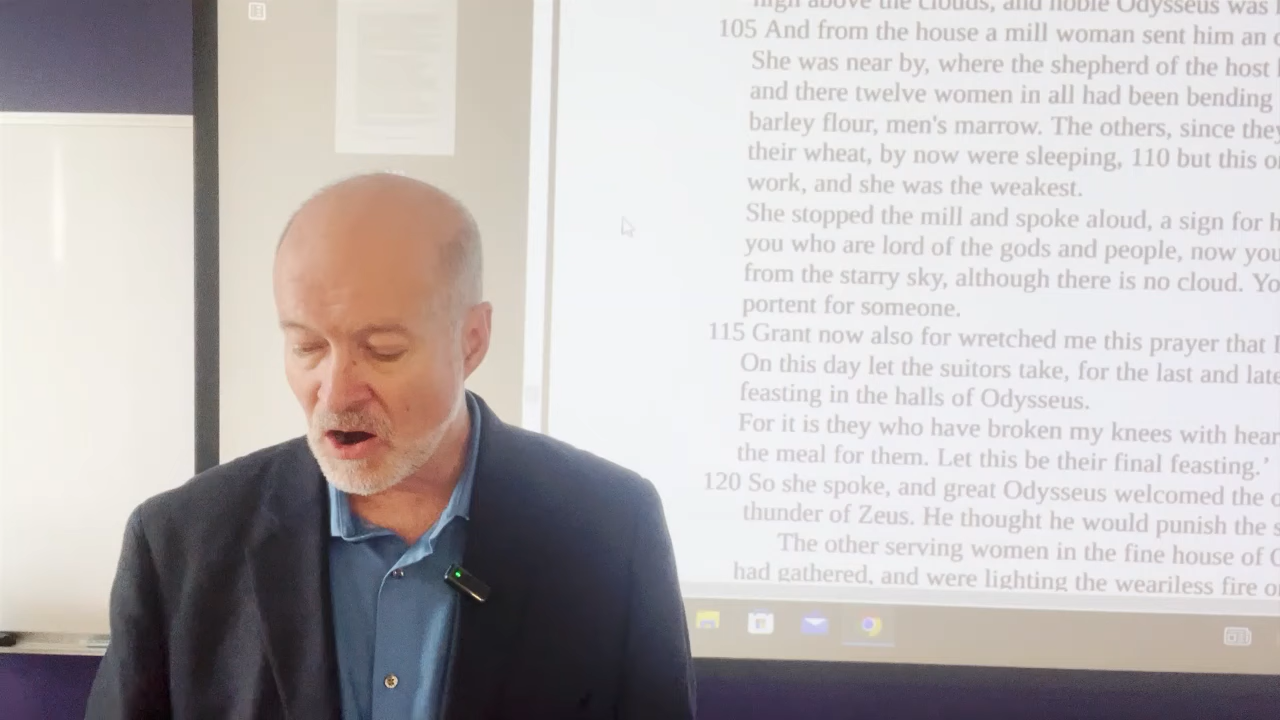 high above the clouds, and noble Odysseus was
105 And from the house a mill woman sent him an
She was near by, where the shepherd of the host
and there twelve women in all had been bending
barley flour, men's marrow. The others, since they
their wheat, by now were sleeping, 110 but this
work, and she was the weakest.
She stopped the mill and spoke aloud, a sign for
you who are lord of the gods and people, now you
from the starry sky, although there is no cloud.
portent for someone.
115 Grant now also for wretched me this prayer that
On this day let the suitors take, for the last and
feasting in the halls of Odysseus.
For it is they who have broken my knees with
the meal for them. Let this be their final feasting.'
120 So she spoke, and great Odysseus welcomed the
thunder of Zeus. He thought he would punish the
The other serving women in the fine house of
had gathered, and were lighting the weariless fire